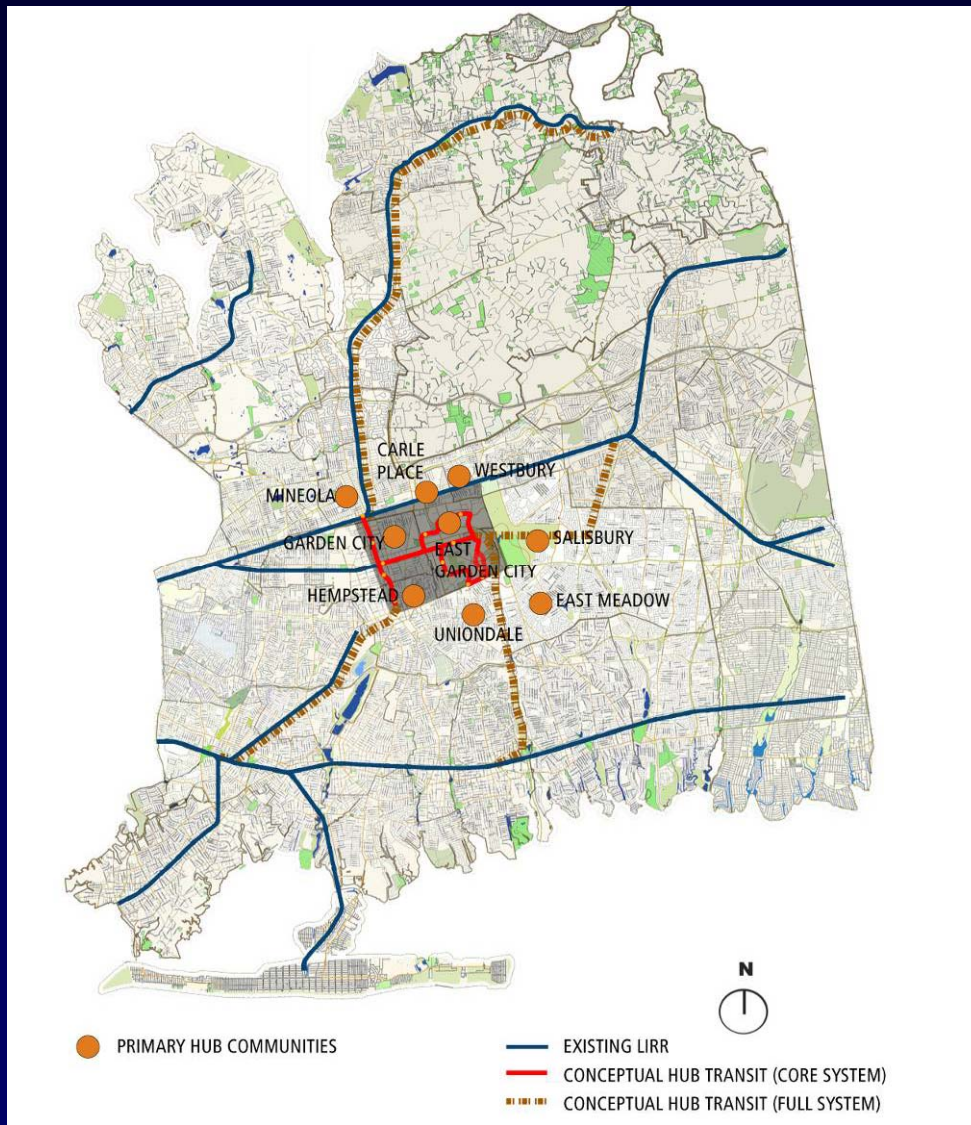 CARLE
PLACE
WESTBURY
MINEOLA
GARDEN CITY
EAST
GARDEN CITY
SALISBURY
HEMPSTEAD
EAST MEADOW
UNIONDALE
N
PRIMARY HUB COMMUNITIES
EXISTING LIRR
CONCEPTUAL HUB TRANSIT (CORE SYSTEM)
CONCEPTUAL HUB TRANSIT (FULL SYSTEM)